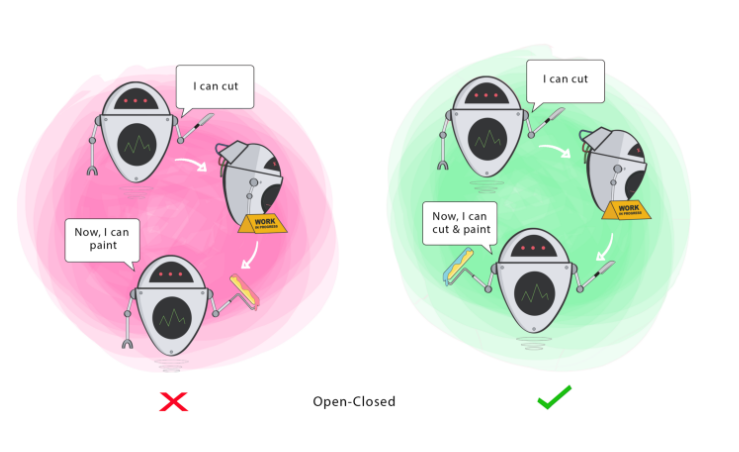 I can cut
WORK
IN PROGRESS
Now, I can
paint
I can cut
WORK
IN PROGRESS
Now, I can
cut & paint
Open-Closed